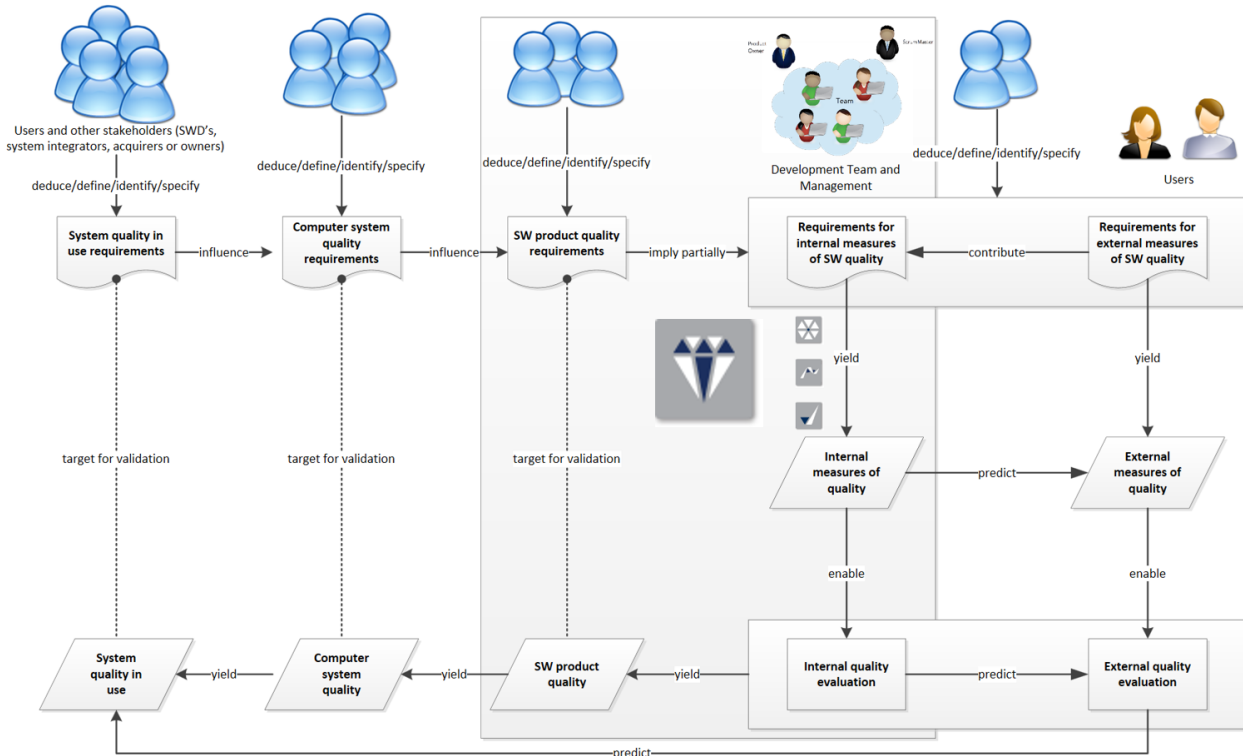 Product
Owner
ScrumMaster
Team
Users and other stakeholders (SWD's,
system integrators, acquirers or owners)
deduce/define/identify/specify
deduce/define/identify/specify
deduce/define/identify/specify
Development Team and
Management
deduce/define/identify/specify
Users
System quality in
use requirements
influence
Computer system
quality
requirements
influence
SW product quality
requirements
imply partially
Requirements for
internal measures
of SW quality
contribute
Requirements for
external measures
of SW quality
yield
yield
target for validation
target for validation
target for validation
Internal
measures of
quality
predict
External
measures of
quality
enable
enable
System
quality in
use
yield
Computer
system
quality
yield
SW product
quality
yield
Internal quality
evaluation
predict
External quality
evaluation
predict